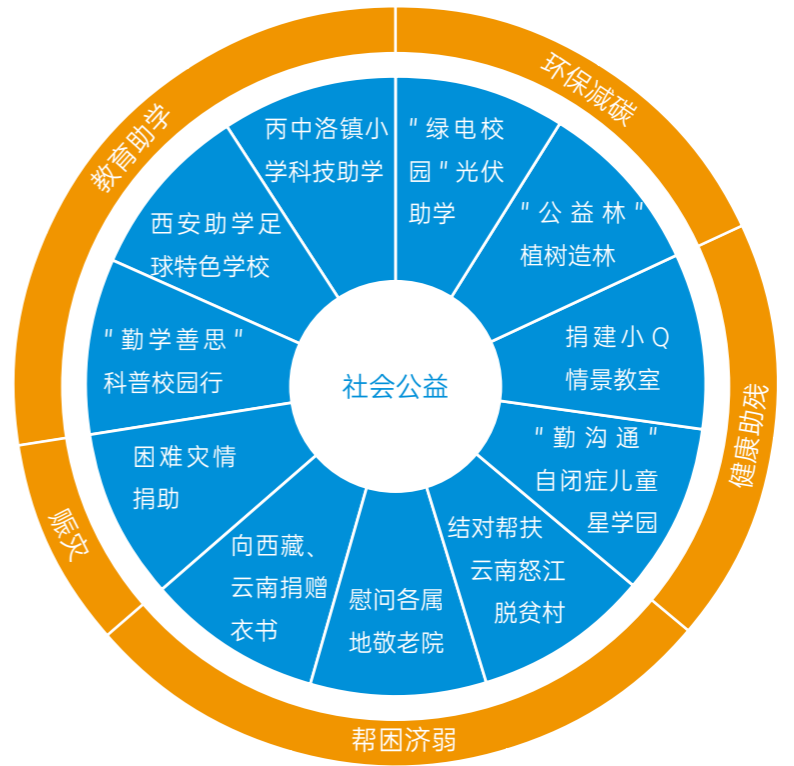 社会公益
环保减碳
"绿电校
园"光伏
助学
"公益林"
植树造林
健康助残
捐建小Q
情景教室
"勤沟通"
自闭症儿童
星学园
帮困济弱
结对帮扶
云南怒江
脱贫村
慰问各属
地敬老院
向西藏、
云南捐赠
衣书
赈灾
困难灾情
捐助
教育助学
"勤学善思"
科普校园行
西安助学足
球特色学校
丙中洛镇小
学科技助学